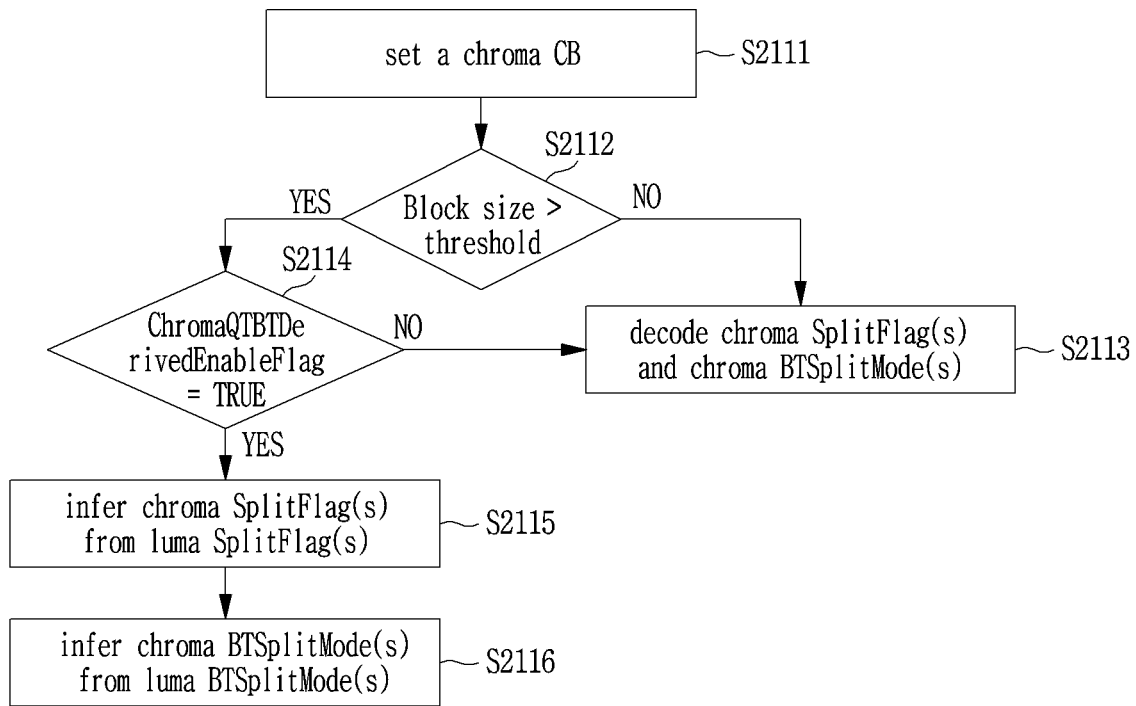 set a chroma CB
S2111
S2112
YES
Block size >
threshold
NO
S2114
ChromaQTBTDe
rivedEnableFlag
= TRUE
NO
decode chroma SplitFlag(s)
and chroma BTSplitMode(s)
S2113
YES
infer chroma SplitFlag(s)
from luma SplitFlag(s)
S2115
infer chroma BTSplitMode(s)
from luma BTSplitMode(s)
S2116